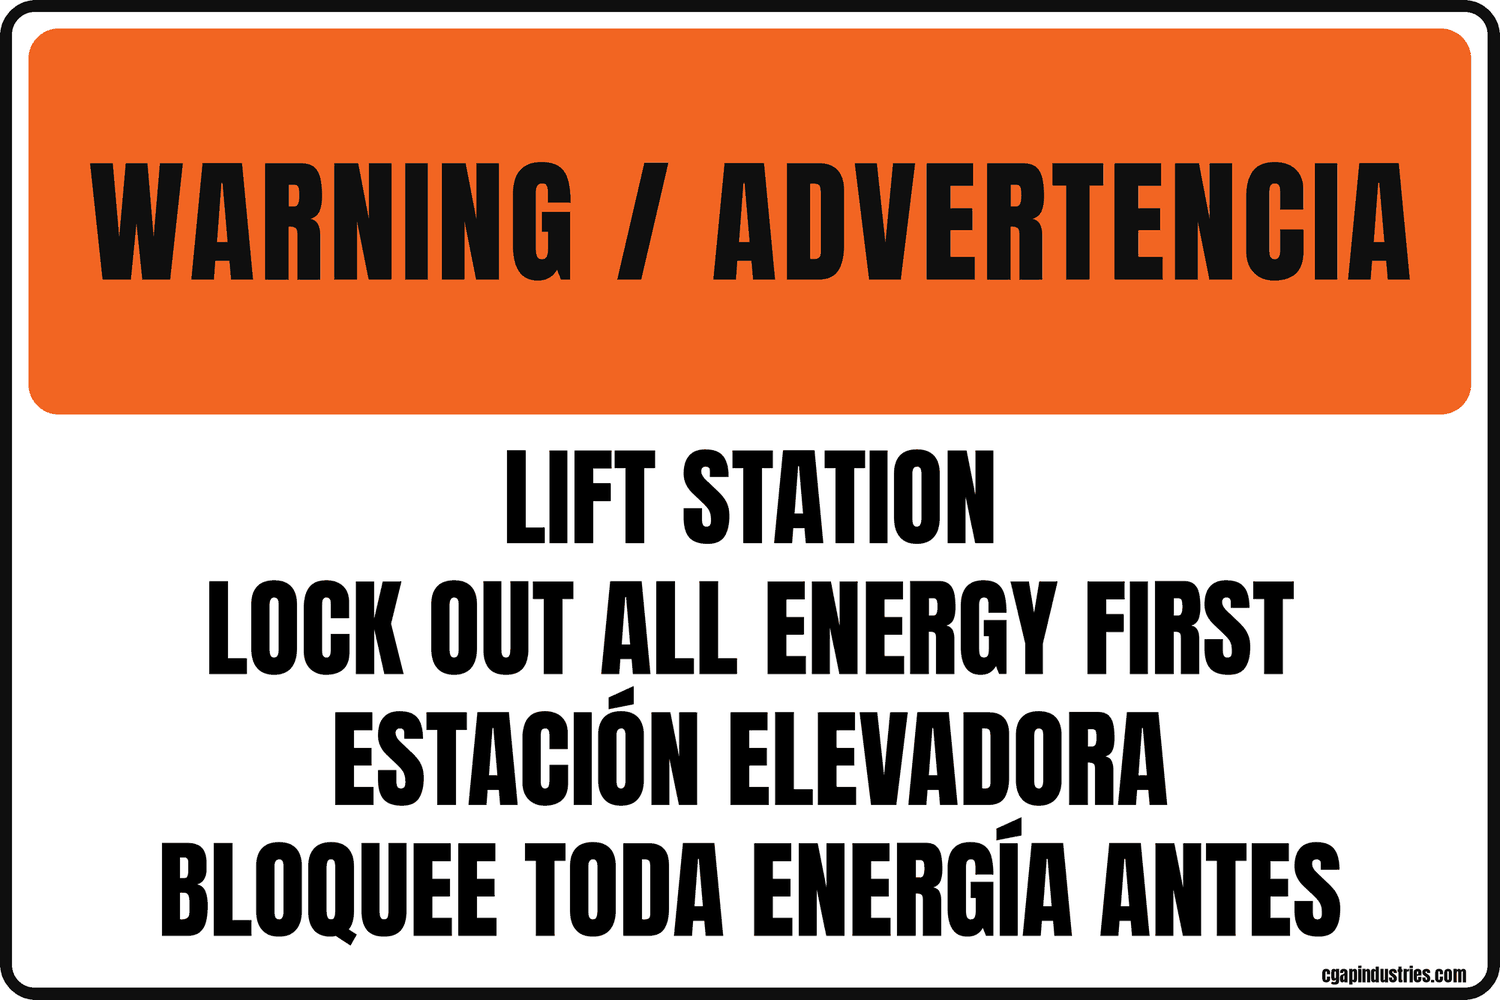 WARNING / ADVERTENCIA
LIFT STATION
LOCK OUT ALL ENERGY FIRST
ESTACIÓN ELEVADORA
BLOQUEE TODA ENERGÍA ANTES
cgapindustries.com